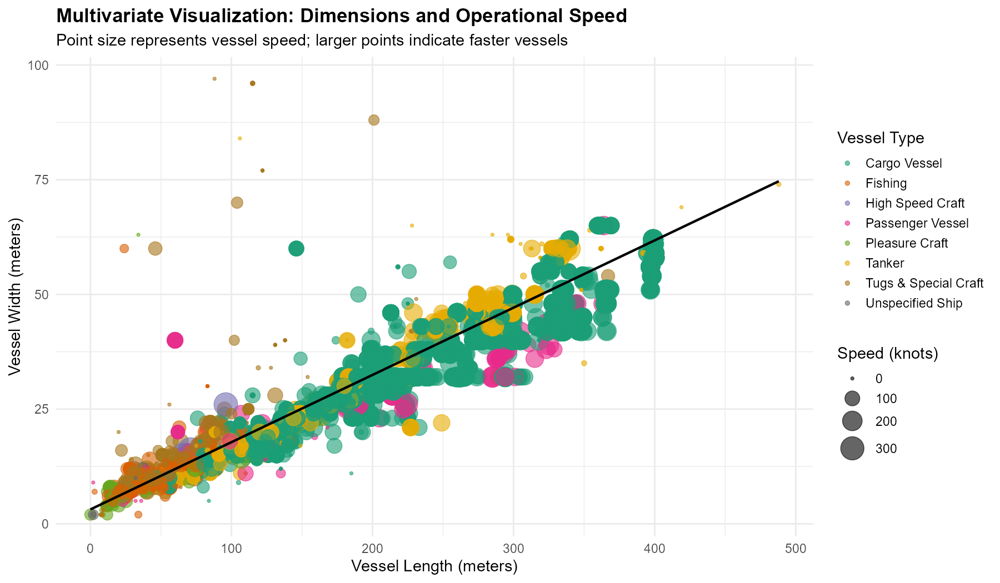 Multivariate Visualization: Dimensions and Operational Speed
Point size represents vessel speed; larger points indicate faster vessels
Vessel Width (meters)
100
75
50
25
0
0
100
200
300
400
500
Vessel Length (meters)
Vessel Type
Cargo Vessel
Fishing
High Speed Craft
Passenger Vessel
Pleasure Craft
Tanker
Tugs & Special Craft
Unspecified Ship
Speed (knots)
0
100
200
300